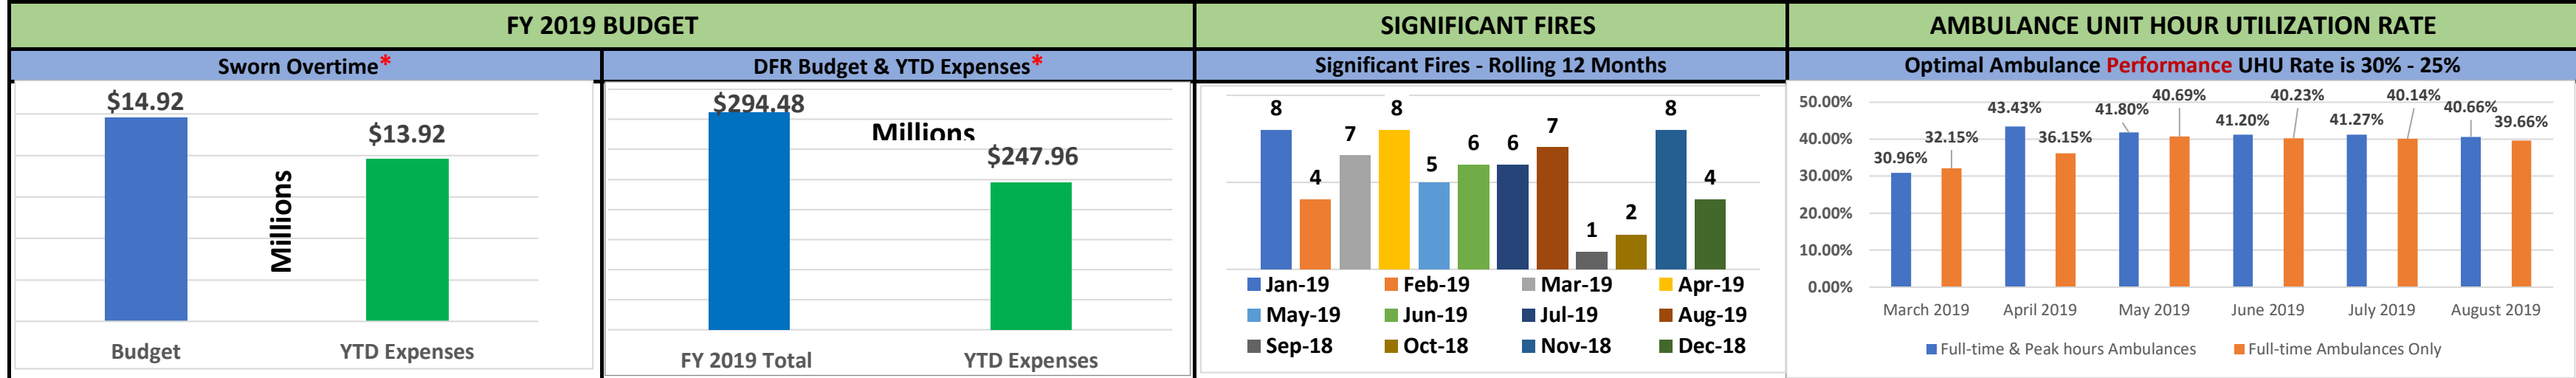 FY 2019 BUDGET
SIGNIFICANT FIRES
AMBULANCE UNIT HOUR UTILIZATION RATE
Sworn Overtime*
DFR Budget & YTD Expenses*
Significant Fires - Rolling 12 Months
Optimal Ambulance Performance UHU Rate is 30% - 25%
$14.92
$13.92
Millions
Budget YTD Expenses
$294.48
Millions
$247.96
FY 2019 Total YTD Expenses
8 4 7 8 5 6 6 7 1 2 8 4
Jan-19 Feb-19 Mar-19 Apr-19
May-19 Jun-19 Jul-19 Aug-19
Sep-18 Oct-18 Nov-18 Dec-18
50.00%
40.00%
30.00%
20.00%
10.00%
0.00%
30.96% 32.15% 43.43% 36.15% 41.80% 40.69% 41.20% 40.23% 41.27% 40.14% 40.66% 39.66%
March 2019 April 2019 May 2019 June 2019 July 2019 August 2019
Full-time & Peak hours Ambulances Full-time Ambulances Only